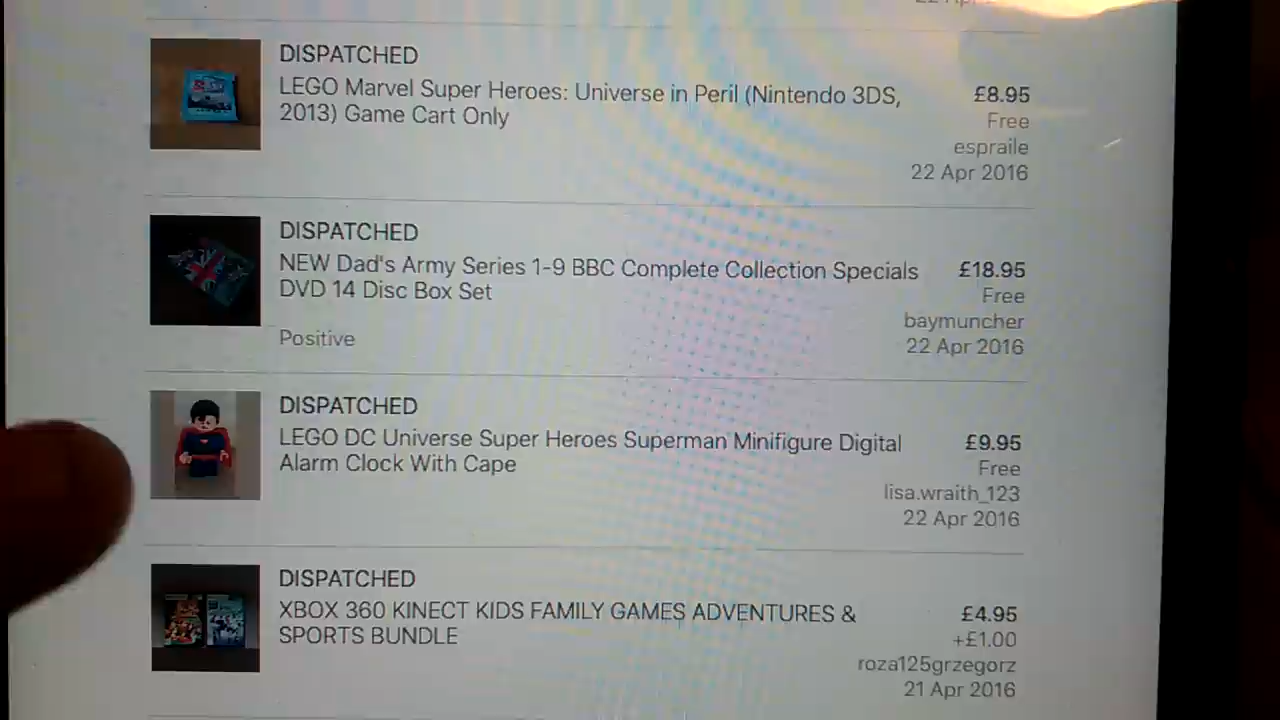 DISPATCHED
LEGO Marvel Super Heroes: Universe in Peril (Nintendo 3DS,
2013) Game Cart Only
£8.95
Free
espraile
22 Apr 2016
DISPATCHED
NEW Dad's Army Series 1-9 BBC Complete Collection Specials
DVD 14 Disc Box Set
Positive
£18.95
Free
baymuncher
22 Apr 2016
DISPATCHED
LEGO DC Universe Super Heroes Superman Minifigure Digital
Alarm Clock With Cape
£9.95
Free
lisa.wraith_123
22 Apr 2016
DISPATCHED
XBOX 360 KINECT KIDS FAMILY GAMES ADVENTURES &
SPORTS BUNDLE
£4.95
+£1.00
roza125grzegorz
21 Apr 2016